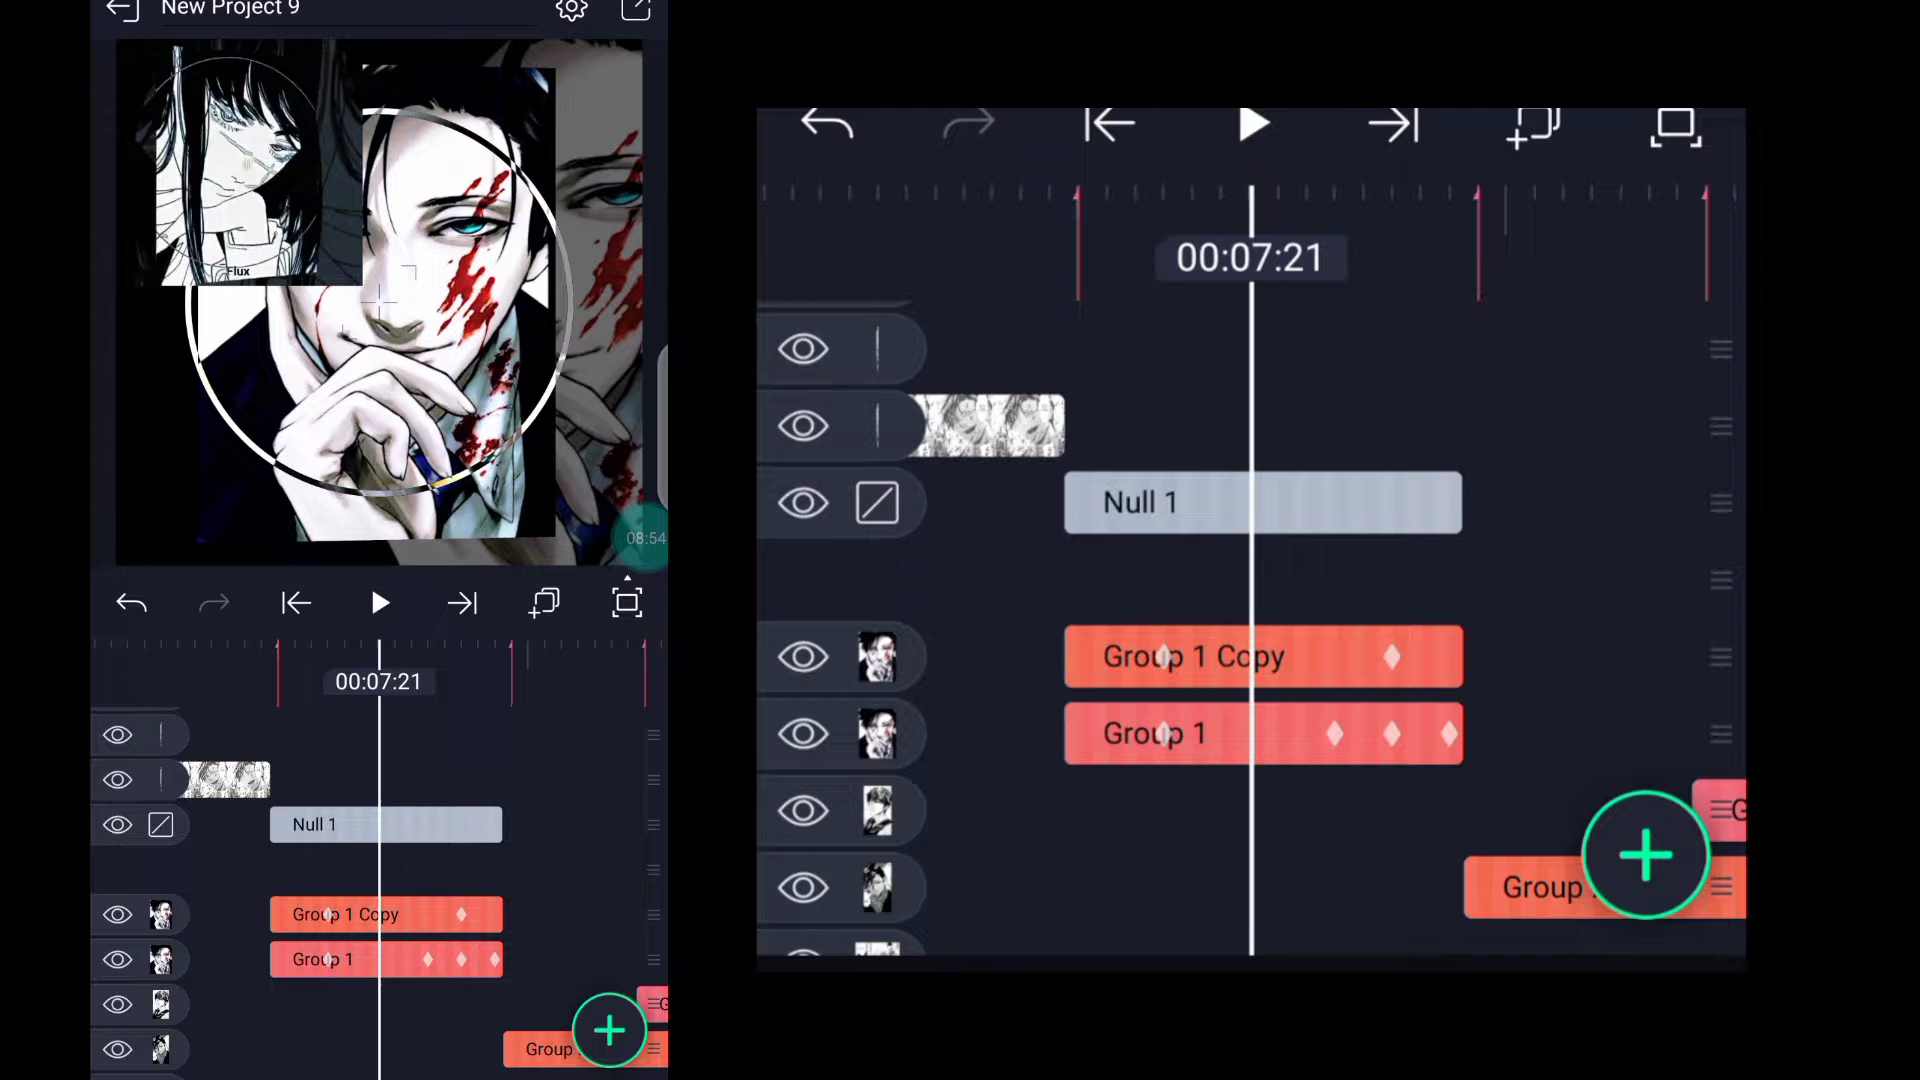 New Project 9
Flux
08:54
00:07:21
Null 1
Group 1 Copy
Group 1
G
Group
00:07:21
Null 1
Group 1 Copy
Group 1
G
Group